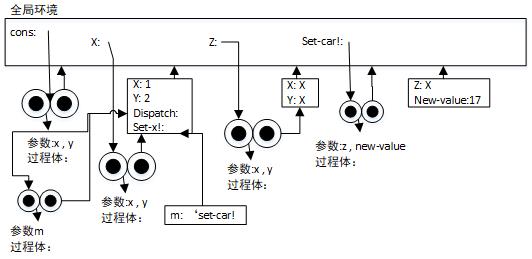 全局环境
cons:
X:
Z:
Set-car!:
X: 1
Y: 2
Dispatch:
Set-x!:
X: X
Y: X
Z: X
New-value:17
参数:x , y
过程体：
参数:x , y
过程体：
参数:x , y
过程体：
参数:z , new-value
过程体：
m: ‘set-car!
参数m
过程体：